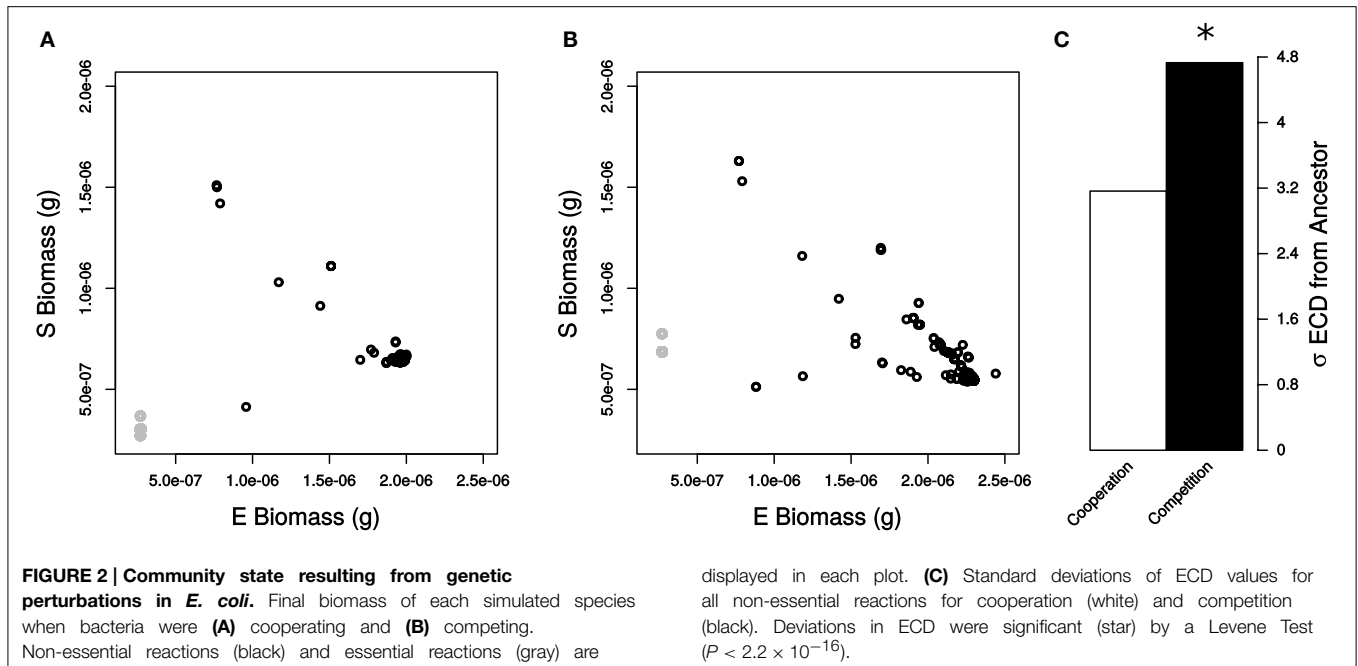 A
2.0e-06
1.5e-06
1.0e-06
5.0e-07
S Biomass (g)
5.0e-07 1.0e-06 1.5e-06 2.0e-06 2.5e-06
E Biomass (g)
B
2.0e-06
1.5e-06
1.0e-06
5.0e-07
S Biomass (g)
5.0e-07 1.0e-06 1.5e-06 2.0e-06 2.5e-06
E Biomass (g)
C
*
4.8
4
3.2
2.4
1.6
0.8
0
σ ECD from Ancestor
Cooperation
Competition
FIGURE 2 | Community state resulting from genetic
perturbations in E. coli. Final biomass of each simulated species
when bacteria were (A) cooperating and (B) competing.
Non-essential reactions (black) and essential reactions (gray) are
displayed in each plot. (C) Standard deviations of ECD values for
all non-essential reactions for cooperation (white) and competition
(black). Deviations in ECD were significant (star) by a Levene Test
(P < 2.2 × 10⁻¹⁶).